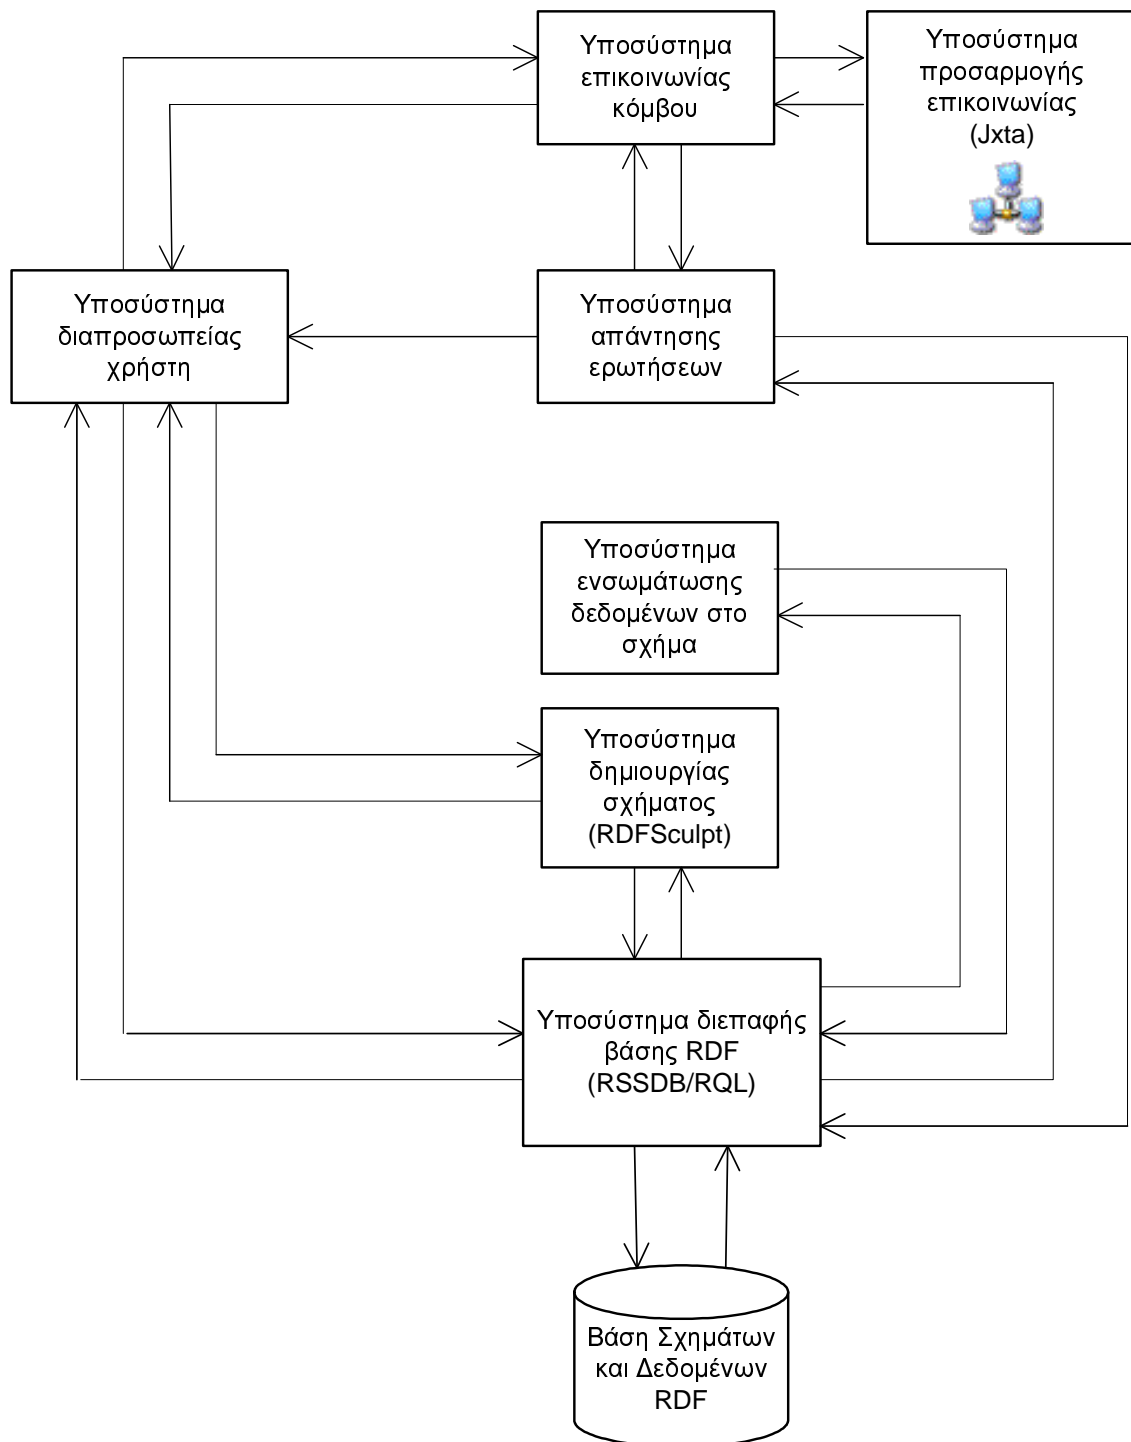 Υποσύστημα
επικοινωνίας
κόμβου
Υποσύστημα
προσαρμογής
επικοινωνίας
(Jxta)
Υποσύστημα
διαπροσωπείας
χρήστη
Υποσύστημα
απάντησης
ερωτήσεων
Υποσύστημα
ενσωμάτωσης
δεδομένων στο
σχήμα
Υποσύστημα
δημιουργίας
σχήματος
(RDFSculpt)
Υποσύστημα διεπαφής
βάσης RDF
(RSSDB/RQL)
Βάση Σχημάτων
και Δεδομένων
RDF